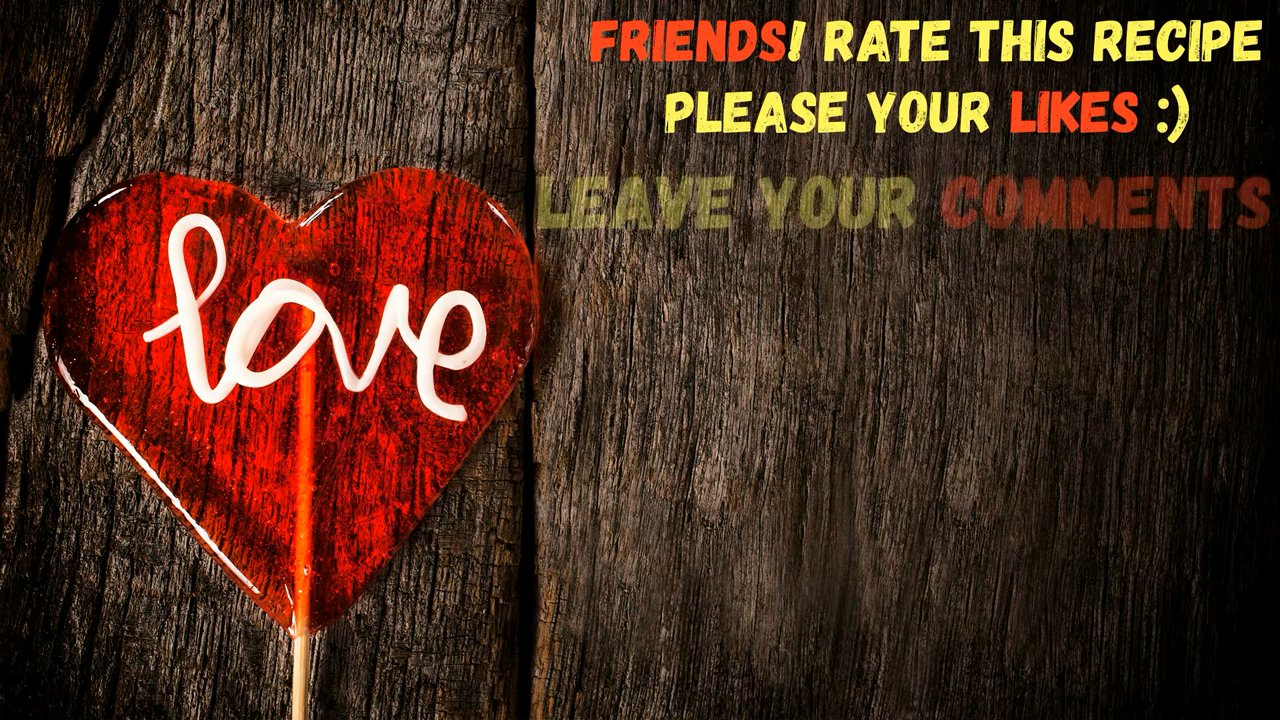 FRIENDS! RATE THIS RECIPE
PLEASE YOUR LIKES :)
LEAVE YOUR COMMENTS
love